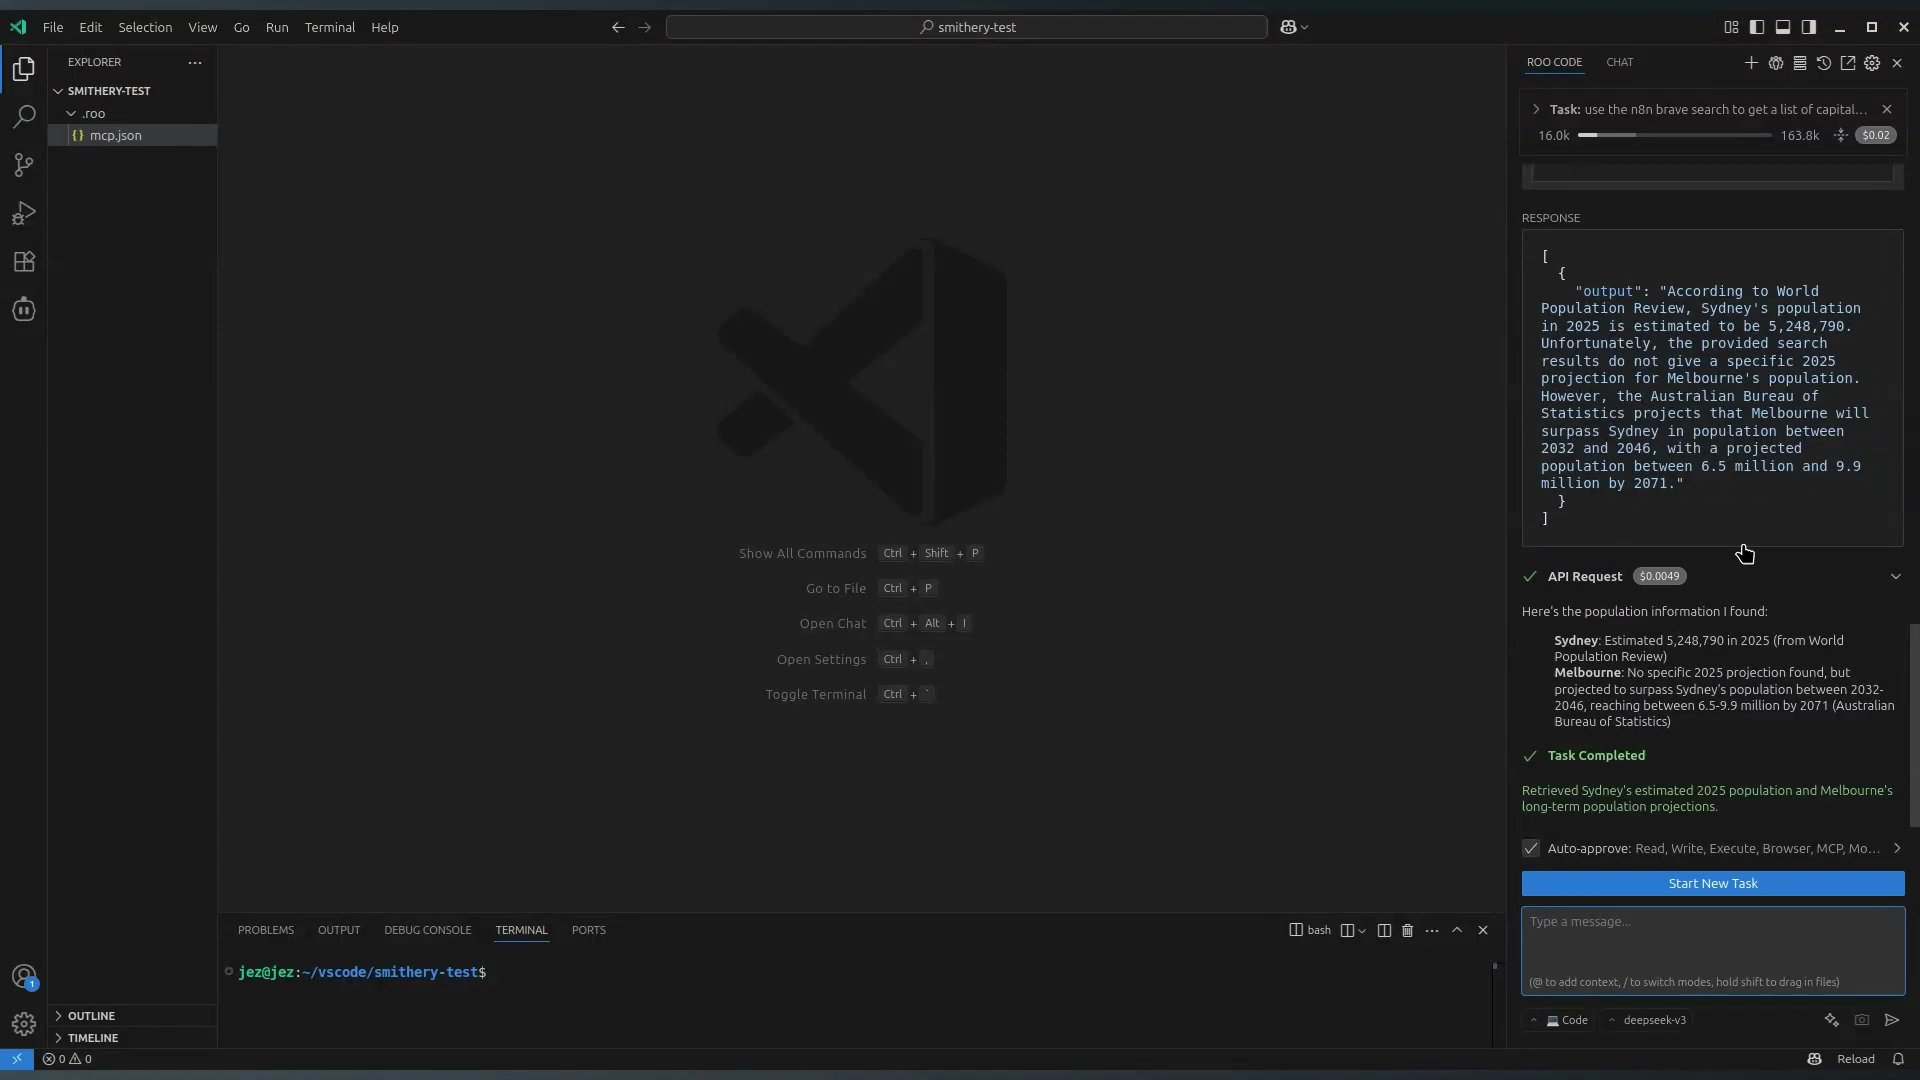 File Edit Selection View Go Run Terminal Help
smithery-test
EXPLORER
SMITHERY-TEST
.roo
{} mcp.json
OUTLINE
TIMELINE
1
Show All Commands Ctrl + Shift + P
Go to File Ctrl + P
Open Chat Ctrl + Alt + I
Open Settings Ctrl + ,
Toggle Terminal Ctrl + `
PROBLEMS OUTPUT DEBUG CONSOLE TERMINAL PORTS
bash
jez@jez:~/vscode/smithery-test$
ROO CODE CHAT
Task: use the n8n brave search to get a list of capital...
16.0k 163.8k $0.02
RESPONSE
[
{
"output": "According to World
Population Review, Sydney's population
in 2025 is estimated to be 5,248,790.
Unfortunately, the provided search
results do not give a specific 2025
projection for Melbourne's population.
However, the Australian Bureau of
Statistics projects that Melbourne will
surpass Sydney in population between
2032 and 2046, with a projected
population between 6.5 million and 9.9
million by 2071."
}
]
API Request $0.0049
Here's the population information I found:
Sydney: Estimated 5,248,790 in 2025 (from World
Population Review)
Melbourne: No specific 2025 projection found, but
projected to surpass Sydney's population between 2032-
2046, reaching between 6.5-9.9 million by 2071 (Australian
Bureau of Statistics)
Task Completed
Retrieved Sydney's estimated 2025 population and Melbourne's
long-term population projections.
Auto-approve: Read, Write, Execute, Browser, MCP, Mo...
Start New Task
Type a message...
(@ to add context, / to switch modes, hold shift to drag in files)
Code deepseek-v3
0 0
Reload